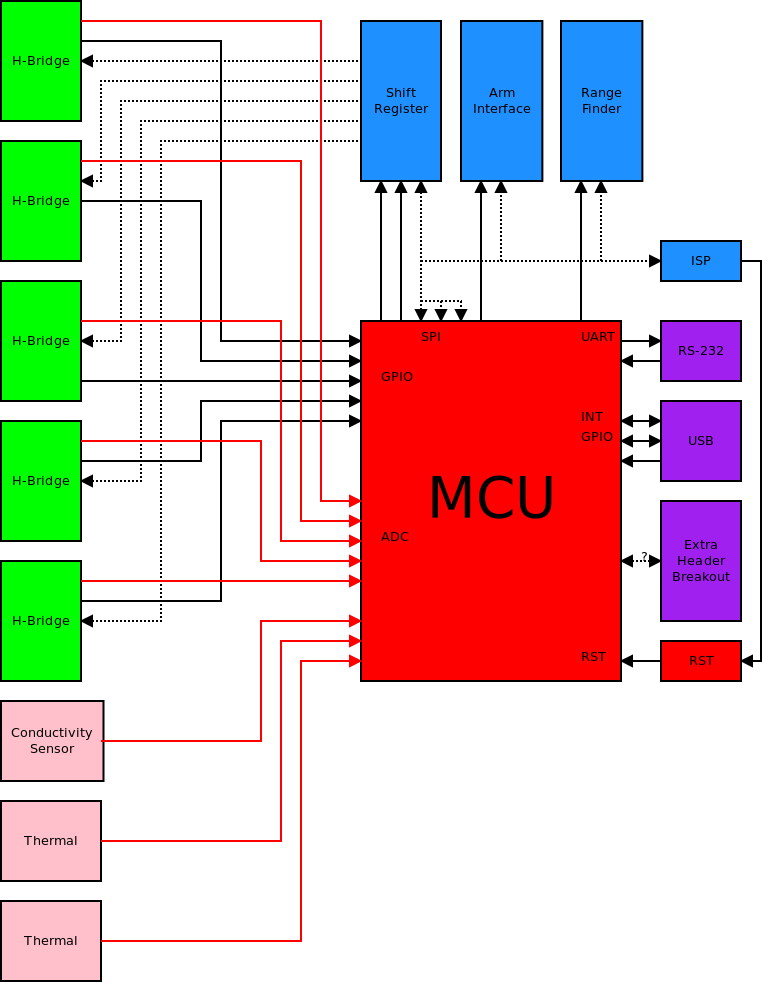 H-Bridge
Shift
Register
Arm
Interface
Range
Finder
H-Bridge
ISP
H-Bridge
SPI
UART
RS-232
GPIO
INT
GPIO
USB
H-Bridge
MCU
ADC
Extra
Header
Breakout
?
H-Bridge
RST
RST
Conductivity
Sensor
Thermal
Thermal